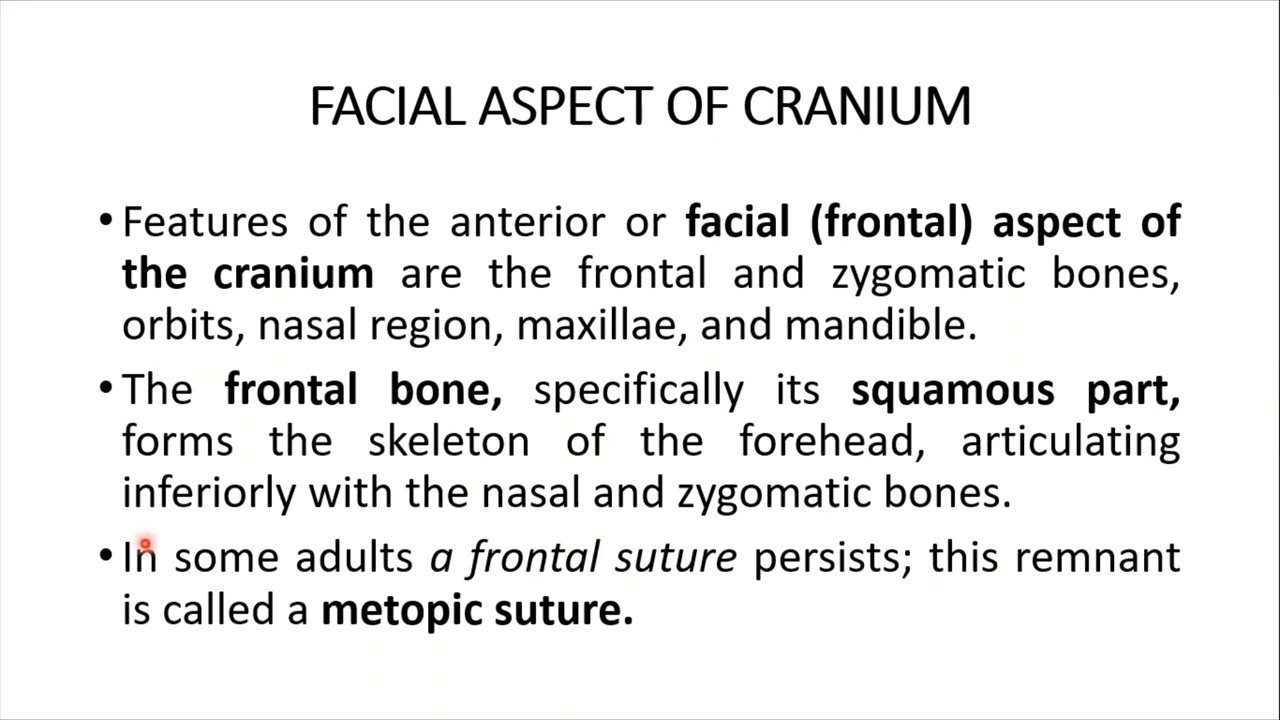 FACIAL ASPECT OF CRANIUM
•Features of the anterior or facial (frontal) aspect of
the cranium are the frontal and zygomatic bones,
orbits, nasal region, maxillae, and mandible.
•The frontal bone, specifically its squamous part,
forms the skeleton of the forehead, articulating
inferiorly with the nasal and zygomatic bones.
•In some adults a frontal suture persists; this remnant
is called a metopic suture.